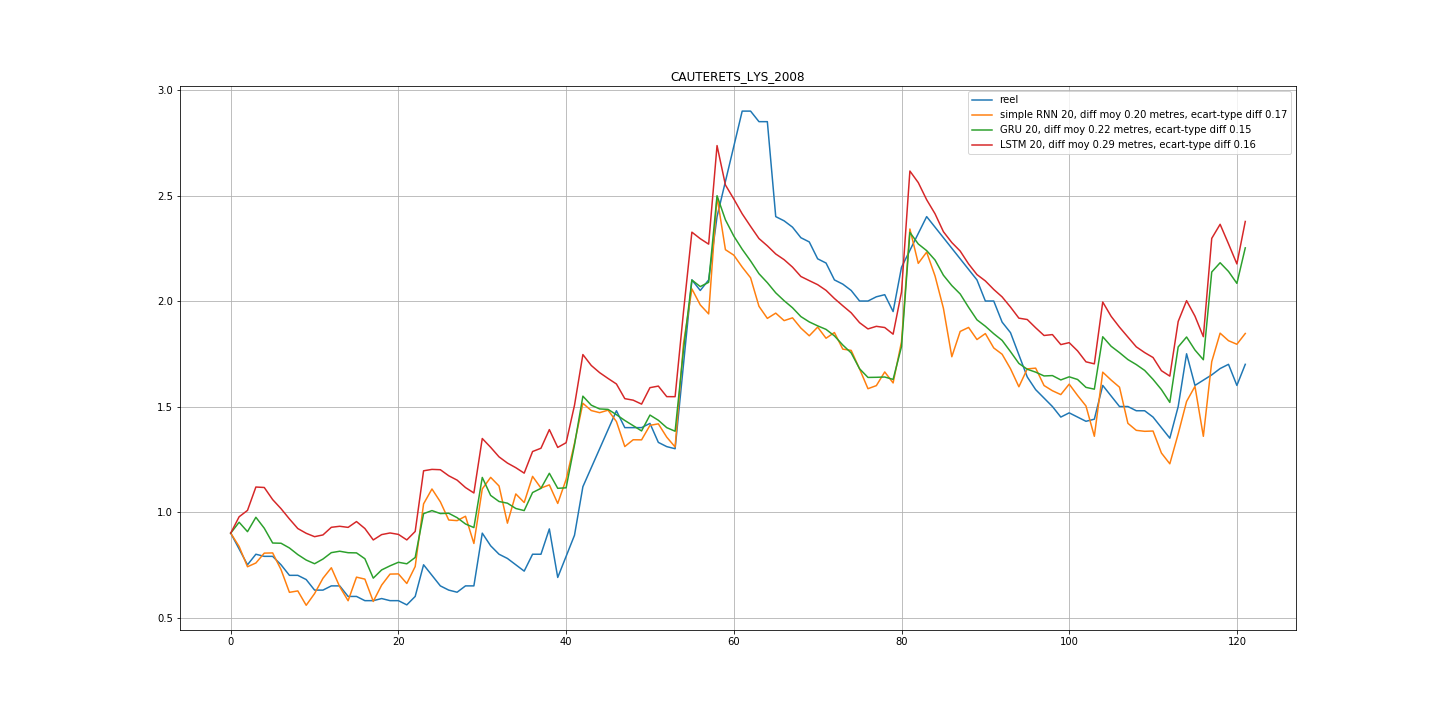 CAUTERETS_LYS_2008
3.0
2.5
2.0
1.5
1.0
0.5
reel
simple RNN 20, diff moy 0.20 metres, ecart-type diff 0.17
GRU 20, diff moy 0.22 metres, ecart-type diff 0.15
LSTM 20, diff moy 0.29 metres, ecart-type diff 0.16
0 20 40 60 80 100 120